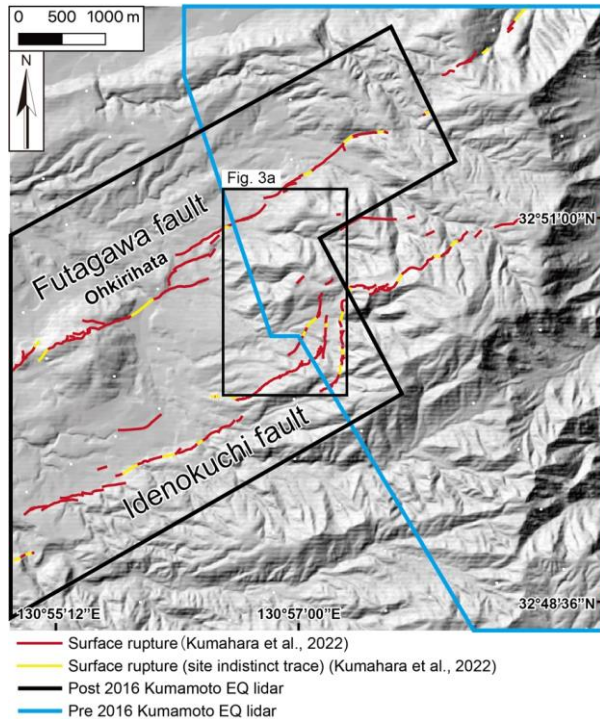 0 500 1000
m
N
Fig. 3a
32°51'00"N
Futagawa fault
Ohkirihata
Idenokuchi fault
130°55'12"E
130°57'00"E
32°48'36"N
Surface rupture (Kumahara et al., 2022)
Surface rupture (site indistinct trace) (Kumahara et al., 2022)
Post 2016 Kumamoto EQ lidar
Pre 2016 Kumamoto EQ lidar